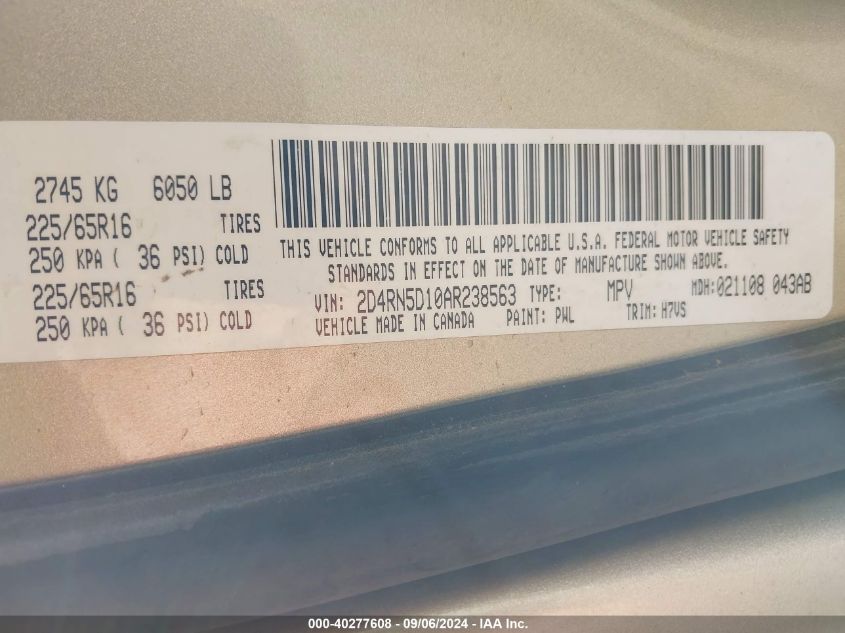 2745 KG 6050 LB
225/65R16 TIRES
250 KPA ( 36 PSI) COLD
225/65R16 TIRES
250 KPA ( 36 PSI) COLD
THIS VEHICLE CONFORMS TO ALL APPLICABLE U.S.A. FEDERAL MOTOR VEHICLE SAFETY
STANDARDS IN EFFECT ON THE DATE OF MANUFACTURE SHOWN ABOVE.
VIN: 2D4RN5D10AR238563 TYPE: MPV MDH:021108 043AB
VEHICLE MADE IN CANADA PAINT: PWL TRIM: H7VS
000-40277608 - 09/06/2024 - IAA Inc.